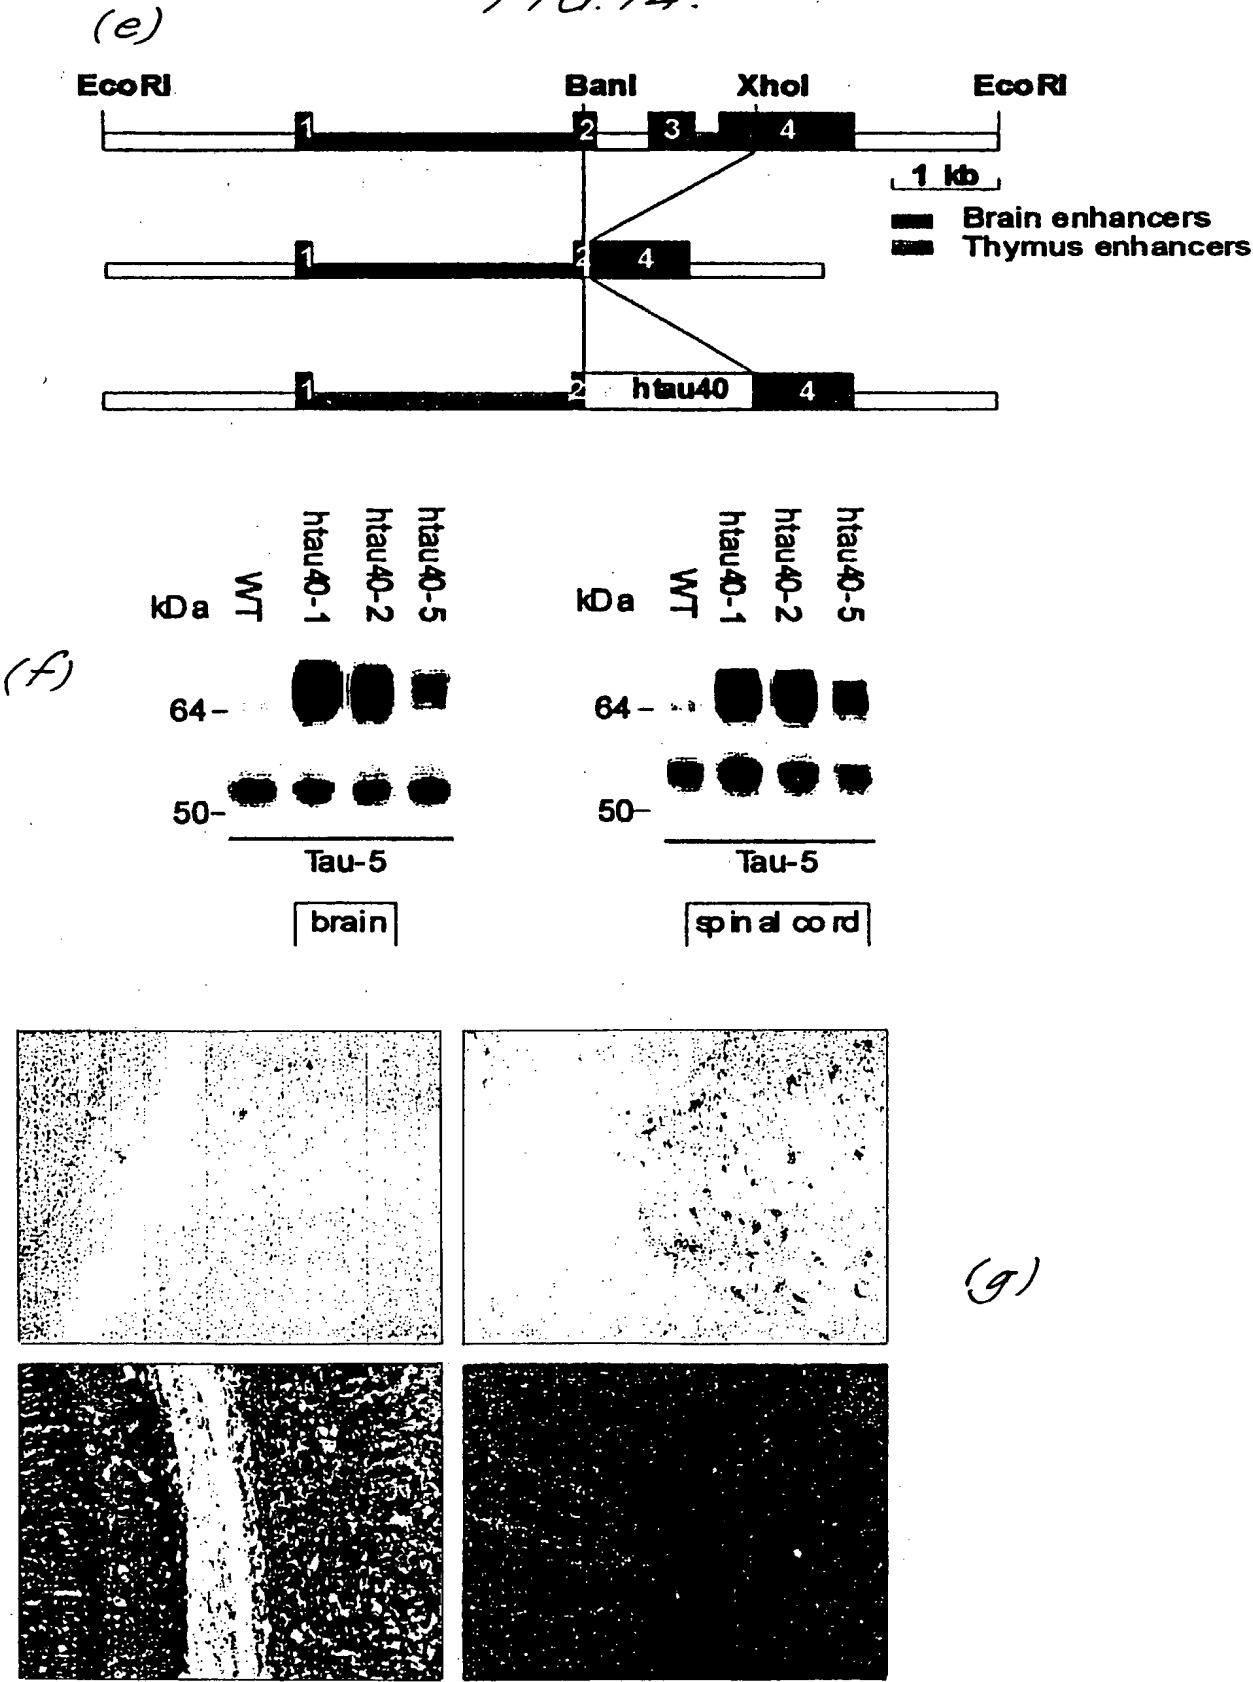 FIG. 14.
(e)
EcoRI BanI XhoI EcoRI
1 2 3 4
1 kb
Brain enhancers
Thymus enhancers
1 2 4
1 2 htau40 4
kDa WT htau40-1 htau40-2 htau40-5 kDa WT htau40-1 htau40-2 htau40-5
(f)
64- 64-
50- 50-
Tau-5 Tau-5
brain spinal cord
(g)